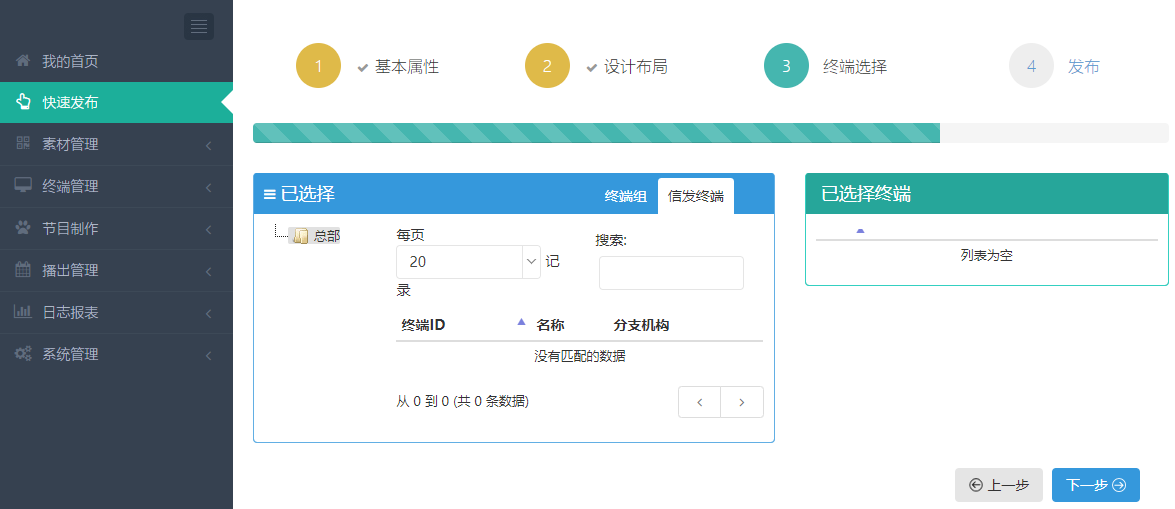 我的首页
快速发布
素材管理
终端管理
节目制作
播出管理
日志报表
系统管理
1 基本属性
2 设计布局
3 终端选择
4 发布
已选择
终端组
信发终端
总部
每页
20 记
录
搜索:
终端ID 名称 分支机构
没有匹配的数据
从 0 到 0 (共 0 条数据)
已选择终端
列表为空
上一步
下一步